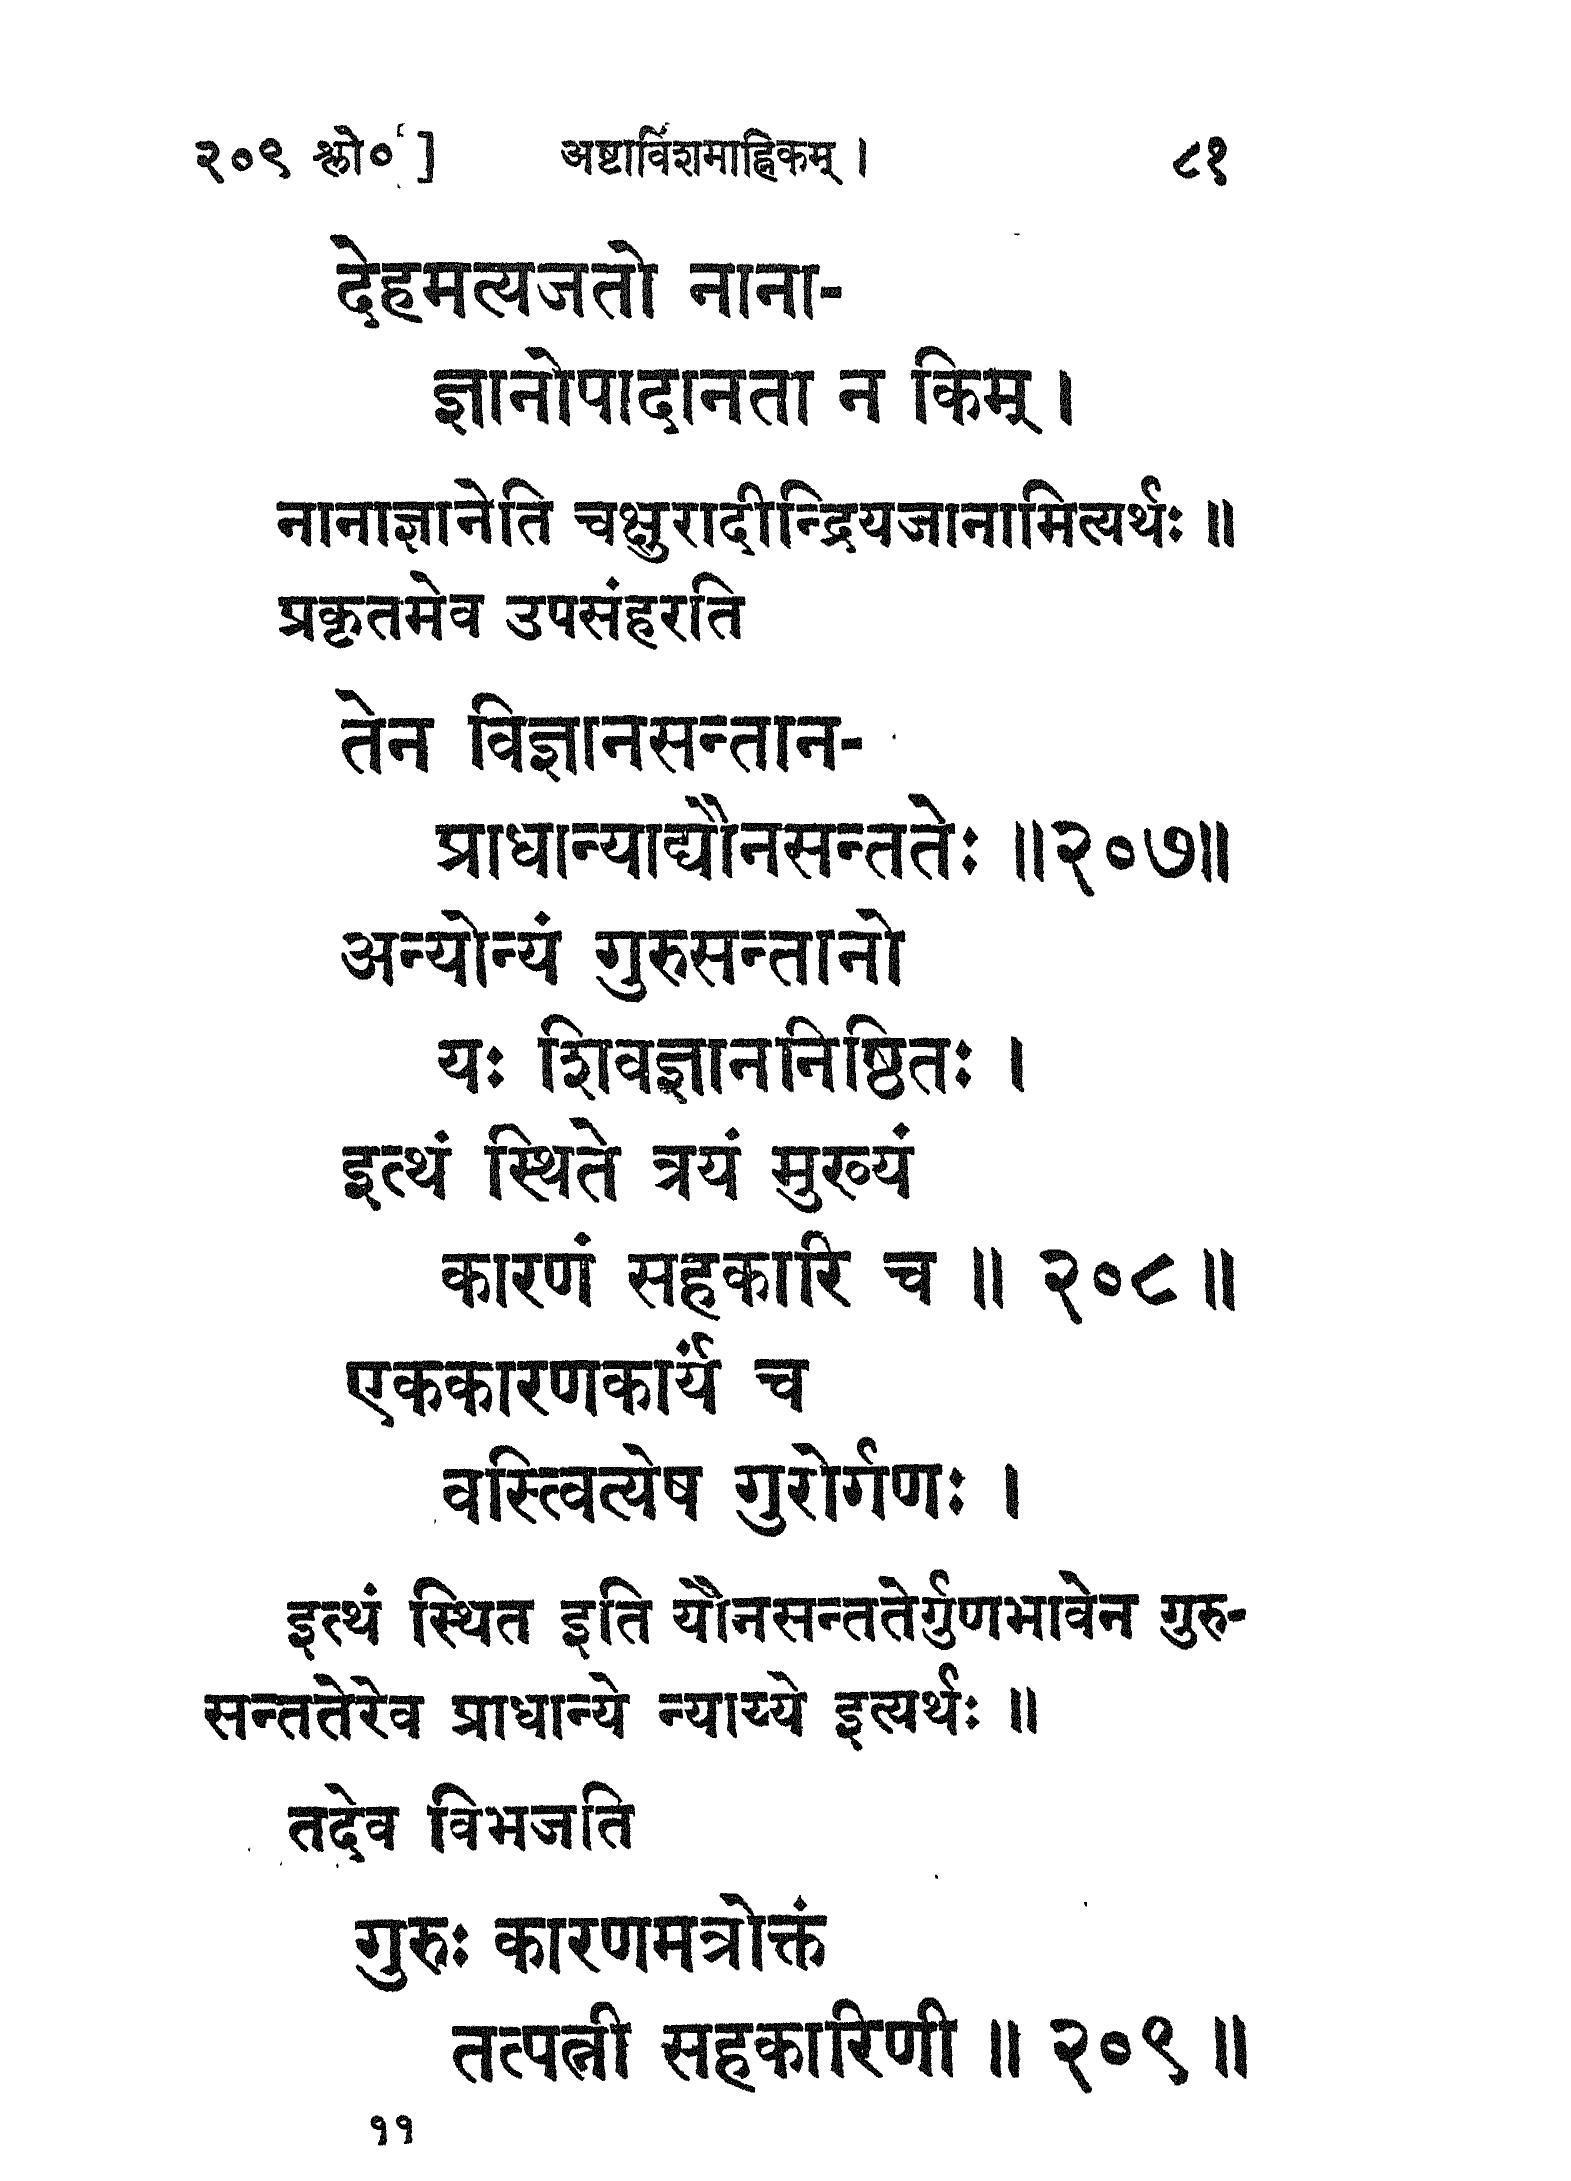 २०९ श्लो० ] अष्टाविंशमाह्निकम् । ८१
देहमत्यजतो नाना-
ज्ञानोपादानता न किम् ।
नानाज्ञानेति चक्षुरादीन्द्रियजानामित्यर्थः ॥
प्रकृतमेव उपसंहरति
तेन विज्ञानसन्तान-
प्राधान्याद्यौनसन्ततेः ॥२०७॥
अन्योन्यं गुरुसन्तानो
यः शिवज्ञाननिष्ठितः ।
इत्थं स्थिते त्रयं मुख्यं
कारणं सहकारि च ॥ २०८ ॥
एककारणकार्यं च
वस्त्वित्येष गुरोर्गणः ।
इत्थं स्थित इति यौनसन्ततेर्गुणभावेन गुरु-
सन्ततेरेव प्राधान्ये न्याय्ये इत्यर्थः ॥
तदेव विभजति
गुरुः कारणमत्रोक्तं
तत्पत्नी सहकारिणी ॥ २०९ ॥
११